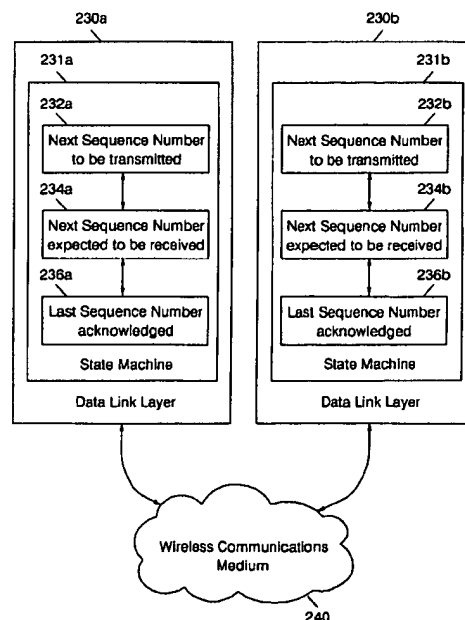 230a
231a
232a
Next Sequence Number
to be transmitted
234a
Next Sequence Number
expected to be received
236a
Last Sequence Number
acknowledged
State Machine
Data Link Layer
230b
231b
232b
Next Sequence Number
to be transmitted
234b
Next Sequence Number
expected to be received
236b
Last Sequence Number
acknowledged
State Machine
Data Link Layer
Wireless Communications
Medium
240